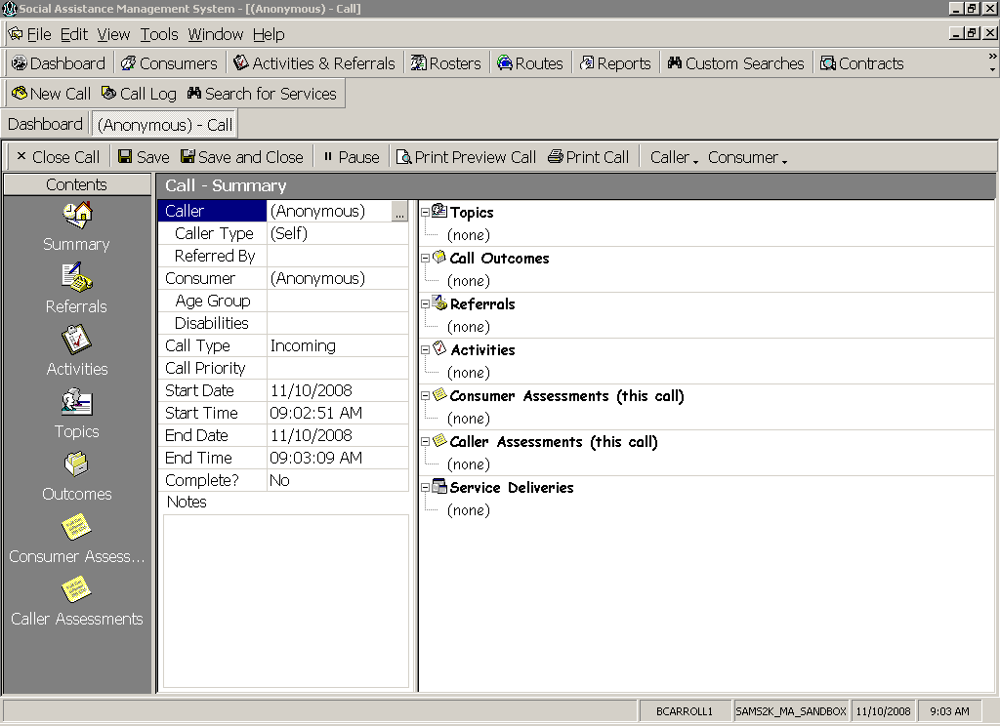 Social Assistance Management System - [(Anonymous) - Call]
File Edit View Tools Window Help
Dashboard Consumers Activities & Referrals Rosters Routes Reports Custom Searches Contracts »
New Call Call Log Search for Services
Dashboard (Anonymous) - Call
Close Call Save Save and Close Pause Print Preview Call Print Call Caller Consumer
Contents
Summary
Referrals
Activities
Topics
Outcomes
Consumer Assess...
Caller Assessments
Call - Summary
Caller (Anonymous) ...
Caller Type (Self)
Referred By
Consumer (Anonymous)
Age Group
Disabilities
Call Type Incoming
Call Priority
Start Date 11/10/2008
Start Time 09:02:51 AM
End Date 11/10/2008
End Time 09:03:09 AM
Complete? No
Notes
Topics
(none)
Call Outcomes
(none)
Referrals
(none)
Activities
(none)
Consumer Assessments (this call)
(none)
Caller Assessments (this call)
(none)
Service Deliveries
(none)
BCARROLL1 SAMS2K_MA_SANDBOX 11/10/2008 9:03 AM